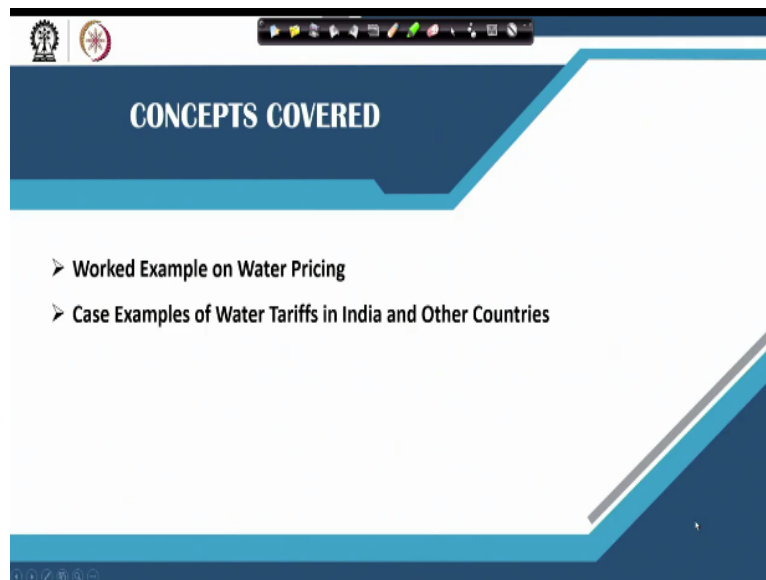 CONCEPTS COVERED
➢ Worked Example on Water Pricing
➢ Case Examples of Water Tariffs in India and Other Countries